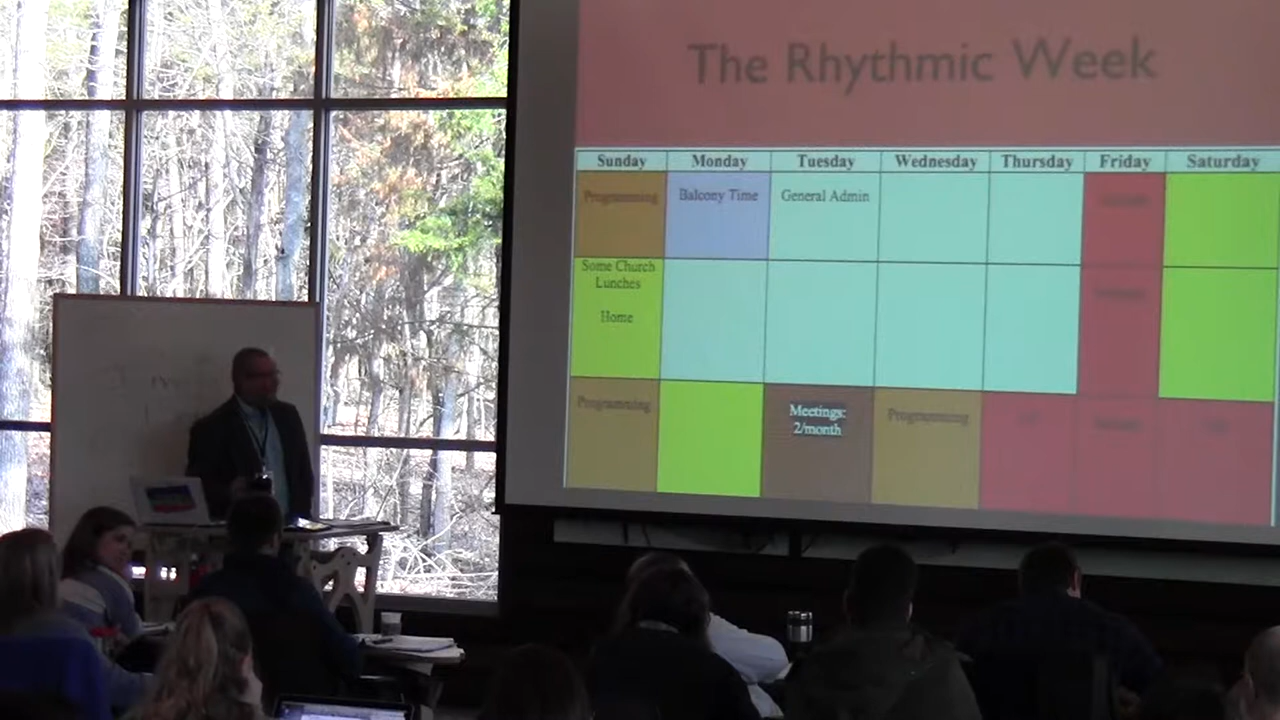 The Rhythmic Week
Sunday Monday Tuesday Wednesday Thursday Friday Saturday
Programming Balcony Time General Admin
Some Church
Lunches
Home
Programming Meetings: Programming
2/month